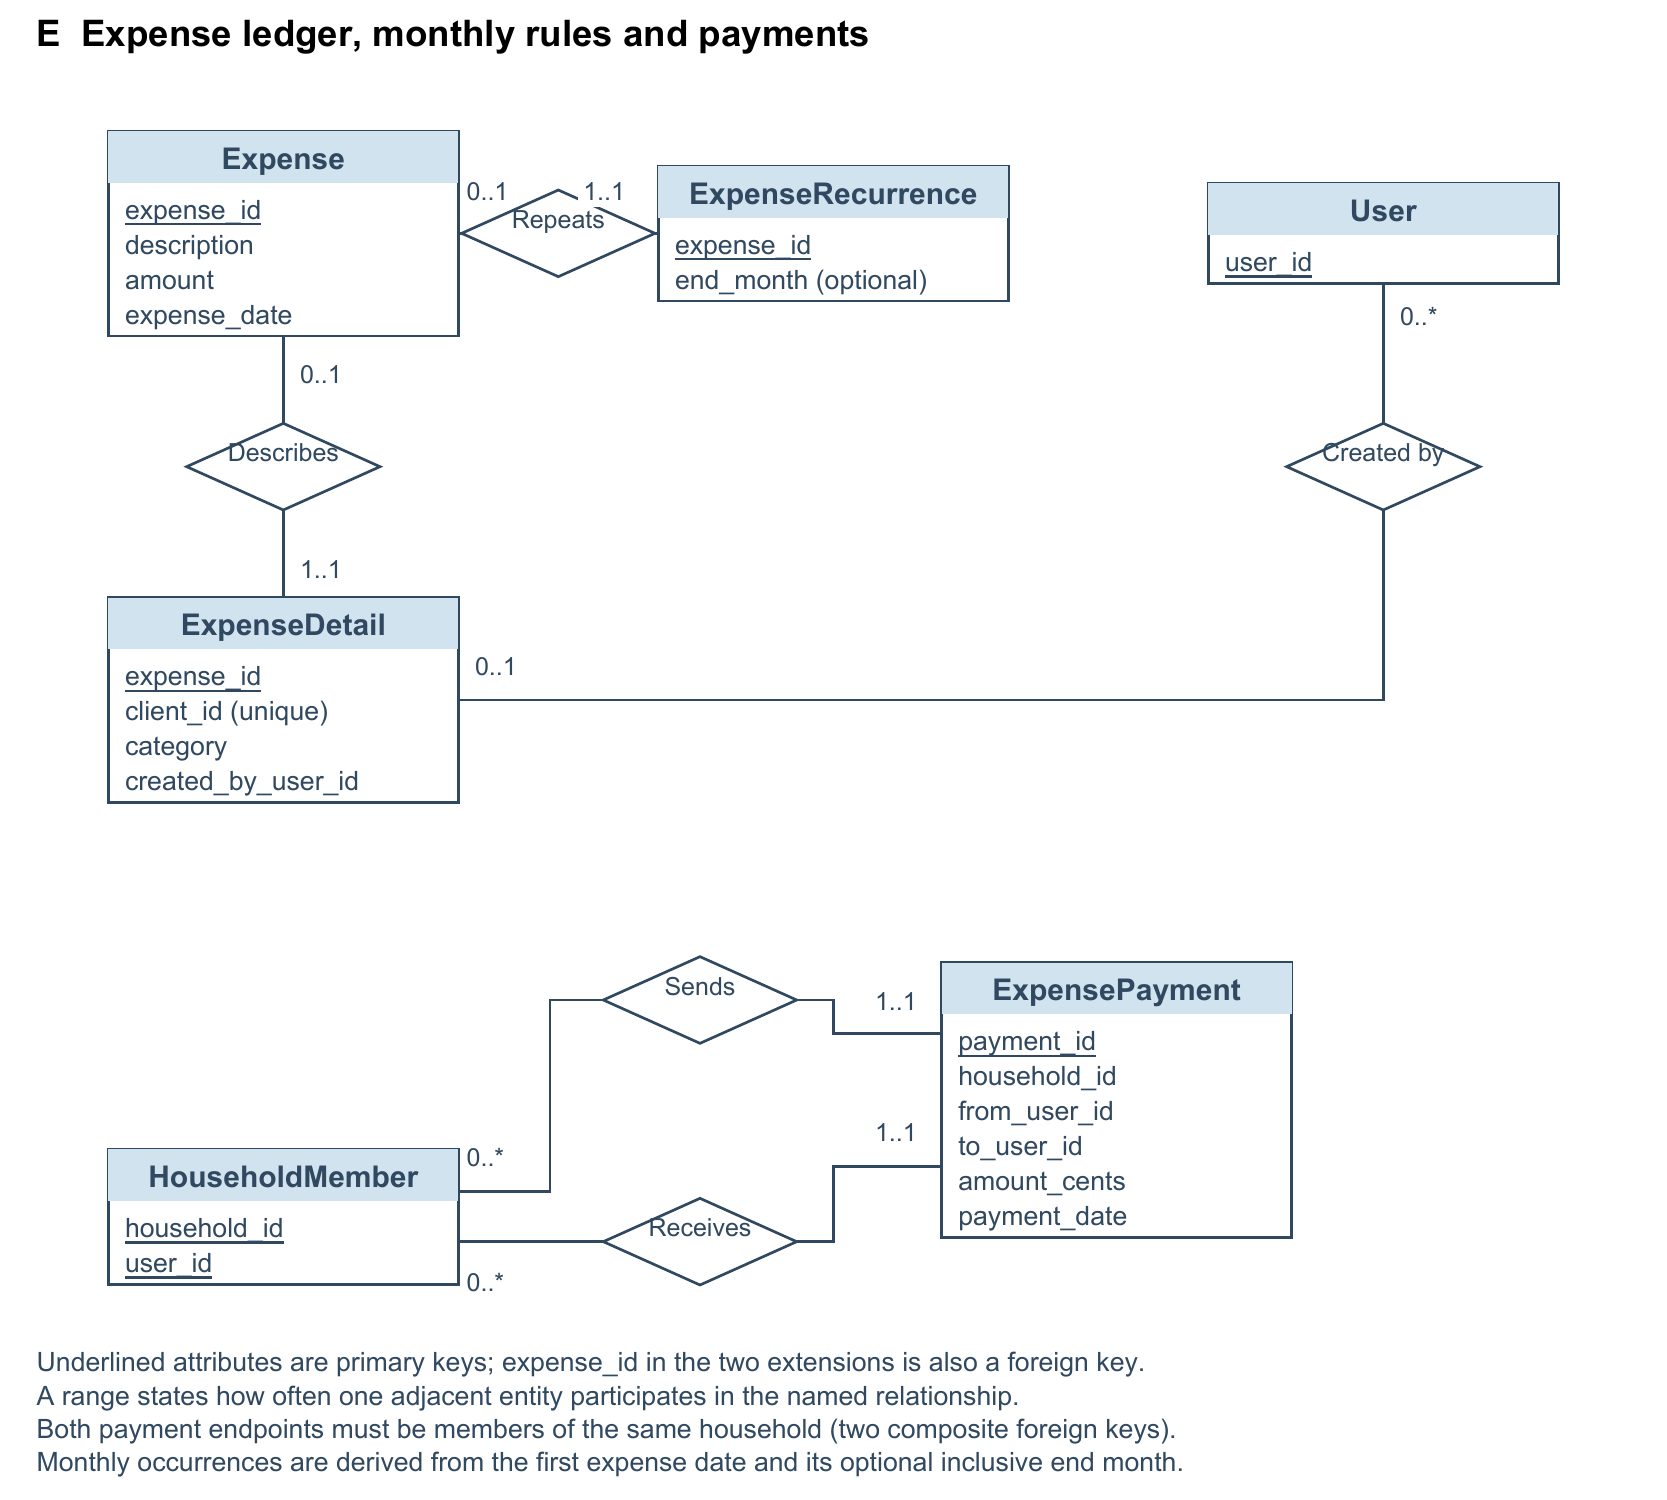 E  Expense ledger, monthly rules and payments
Expense
expense_id
description
amount
expense_date
0..1
Repeats
1..1
ExpenseRecurrence
expense_id
end_month (optional)
User
user_id
0..*
Created by
0..1
Describes
1..1
ExpenseDetail
expense_id
client_id (unique)
category
created_by_user_id
0..1
Sends
1..1
ExpensePayment
payment_id
household_id
from_user_id
to_user_id
amount_cents
payment_date
1..1
0..*
HouseholdMember
household_id
user_id
Receives
0..*
Underlined attributes are primary keys; expense_id in the two extensions is also a foreign key.
A range states how often one adjacent entity participates in the named relationship.
Both payment endpoints must be members of the same household (two composite foreign keys).
Monthly occurrences are derived from the first expense date and its optional inclusive end month.